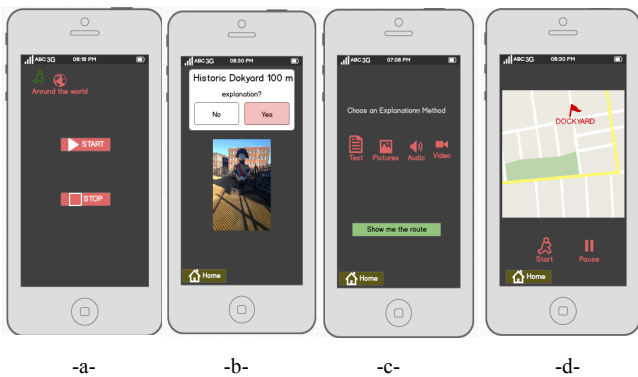 ABC 3G 08:18 PM
Around the world
START
STOP
-a-
ABC 3G 08:30 PM
Historic Dokyard 100 m
explanation?
No Yes
Home
-b-
ABC 3G 07:08 PM
Choos an Explanationn Method
Text Pictures Audio Video
Show me the route
Home
-c-
ABC 3G 08:30 PM
DOCKYARD
Start Pause
Home
-d-